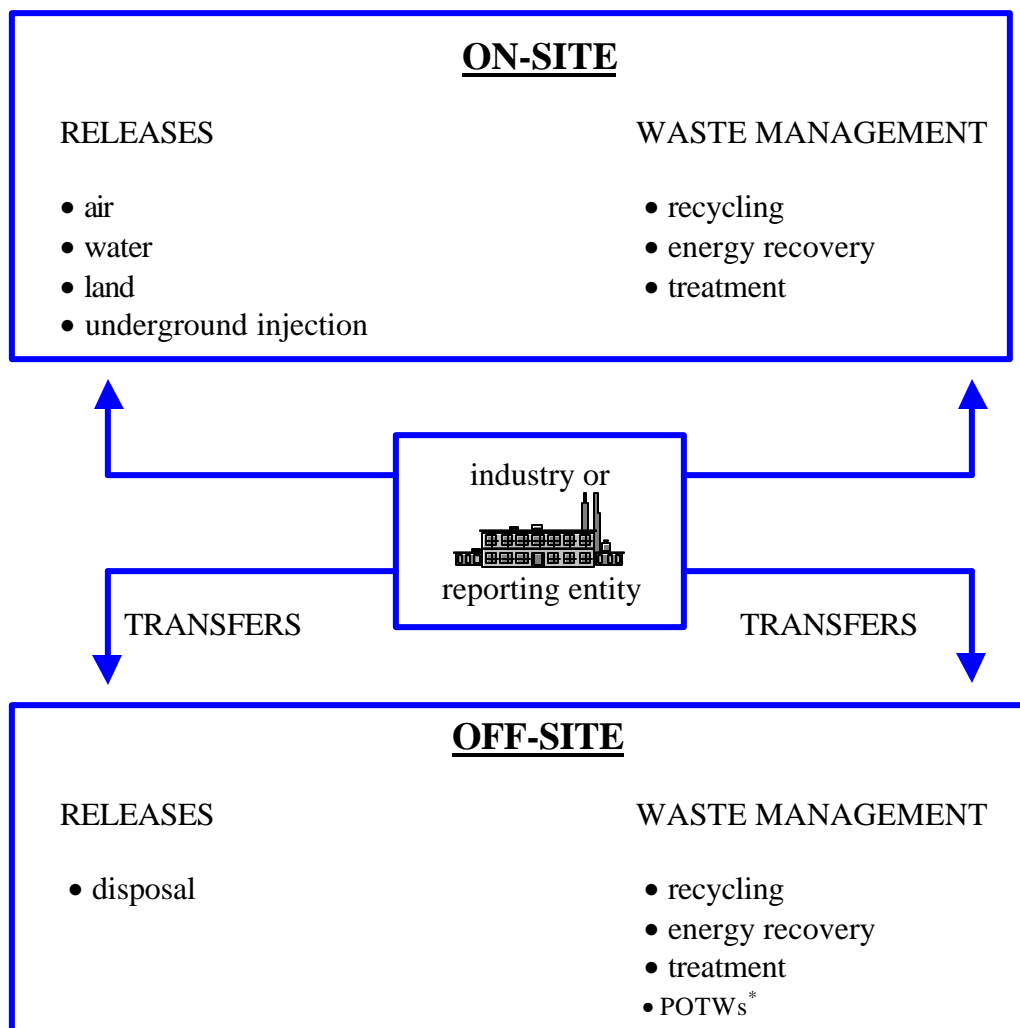 ON-SITE
RELEASES
• air
• water
• land
• underground injection
WASTE MANAGEMENT
• recycling
• energy recovery
• treatment
industry or
reporting entity
TRANSFERS
TRANSFERS
OFF-SITE
RELEASES
• disposal
WASTE MANAGEMENT
• recycling
• energy recovery
• treatment
• POTWs*